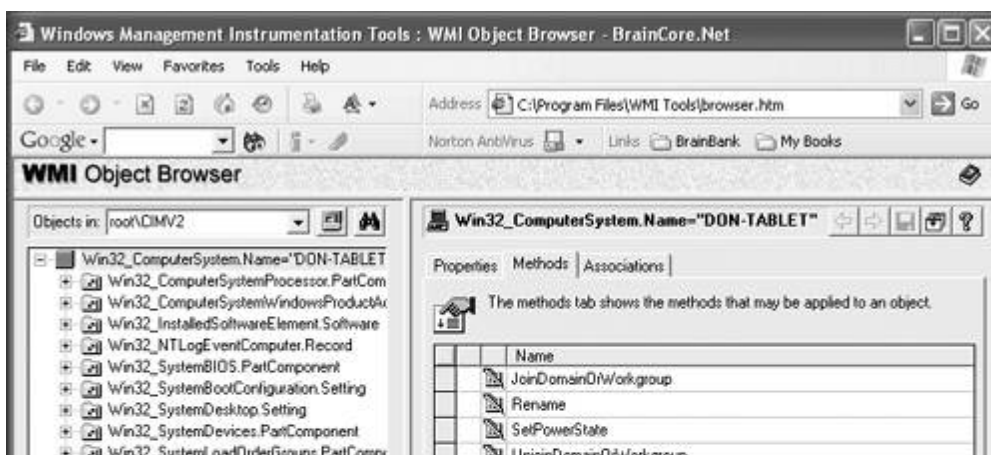 Windows Management Instrumentation Tools : WMI Object Browser - BrainCore.Net
File Edit View Favorites Tools Help
Address C:\Program Files\WMI Tools\browser.htm Go
Google Norton AntiVirus Links BrainBank My Books
WMI Object Browser
Objects in: root\CIMV2
Win32_ComputerSystem.Name="DON-TABLET"
Properties Methods Associations
The methods tab shows the methods that may be applied to an object.
Name
JoinDomainOrWorkgroup
Rename
SetPowerState
UnjoinDomainOrWorkgroup
Win32_ComputerSystem.Name="DON-TABLET
Win32_ComputerSystemProcessor.PartCom
Win32_ComputerSystemWindowsProductAc
Win32_InstalledSoftwareElement.Software
Win32_NTLogEventComputer.Record
Win32_SystemBIOS.PartComponent
Win32_SystemBootConfiguration.Setting
Win32_SystemDesktop.Setting
Win32_SystemDevices.PartComponent
Win32_SystemLoadOrderGroups.PartCompo